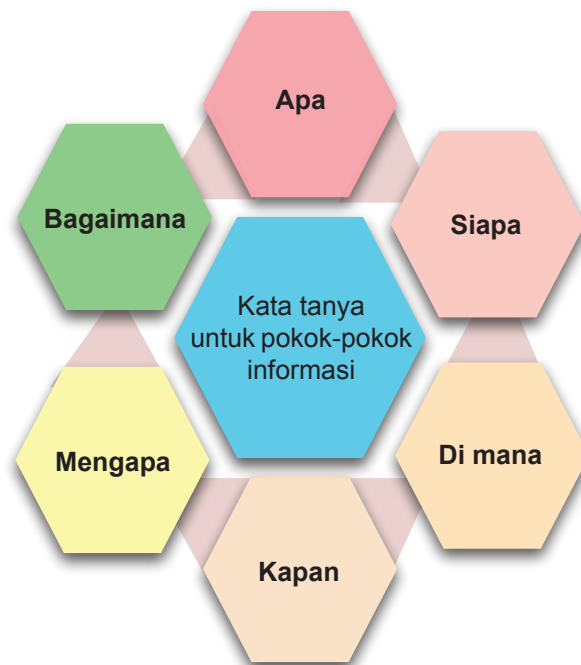 Apa
Siapa
Di mana
Kapan
Mengapa
Bagaimana
Kata tanya
untuk pokok-pokok
informasi